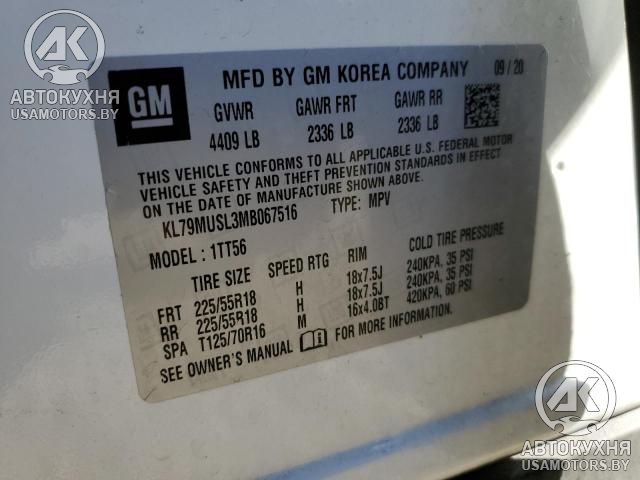 AK
АВТОКУХНЯ
USAMOTORS.BY
GM
MFD BY GM KOREA COMPANY 09/20
GVWR GAWR FRT GAWR RR
4409 LB 2336 LB 2336 LB
THIS VEHICLE CONFORMS TO ALL APPLICABLE U.S. FEDERAL MOTOR
VEHICLE SAFETY AND THEFT PREVENTION STANDARDS IN EFFECT
ON THE DATE OF MANUFACTURE SHOWN ABOVE.
KL79MUSL3MB067516 TYPE: MPV
MODEL : 1TT56
TIRE SIZE SPEED RTG RIM COLD TIRE PRESSURE
FRT 225/55R18 H 18x7.5J 240KPA, 35 PSI
RR 225/55R18 H 18x7.5J 240KPA, 35 PSI
SPA T125/70R16 M 16x4.0BT 420KPA, 60 PSI
SEE OWNER'S MANUAL FOR MORE INFORMATION.
AK
АВТОКУХНЯ
USAMOTORS.BY